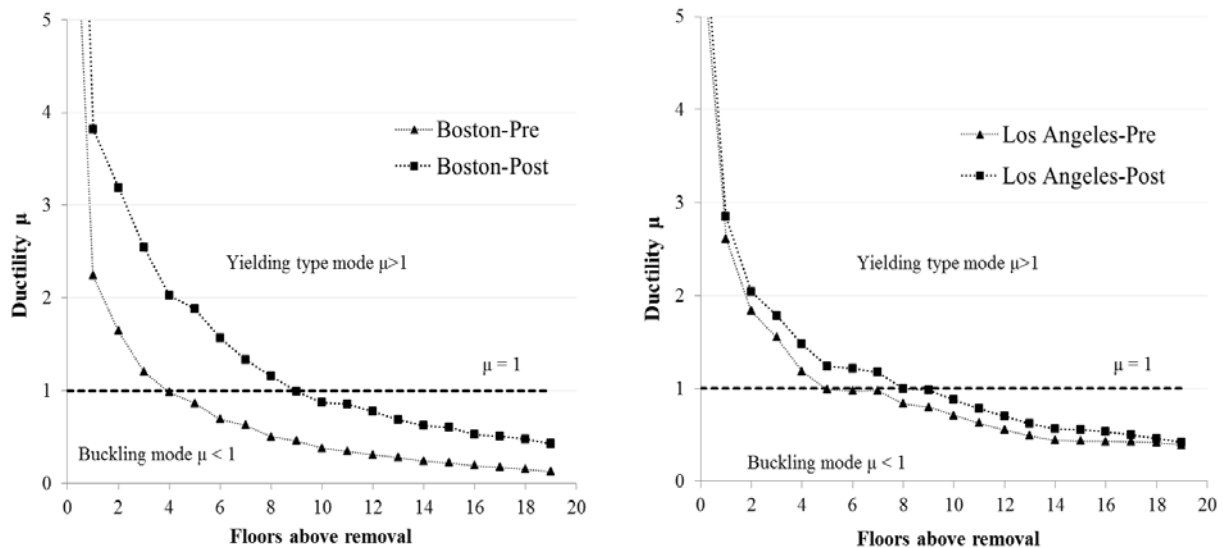 5
4
3
2
1
0
Ductility µ
Boston-Pre
Boston-Post
Yielding type mode µ>1
µ = 1
Buckling mode µ < 1
0 2 4 6 8 10 12 14 16 18 20
Floors above removal
5
4
3
2
1
0
Ductility µ
Los Angeles-Pre
Los Angeles-Post
Yielding type mode µ>1
µ = 1
Buckling mode µ < 1
0 2 4 6 8 10 12 14 16 18 20
Floors above removal